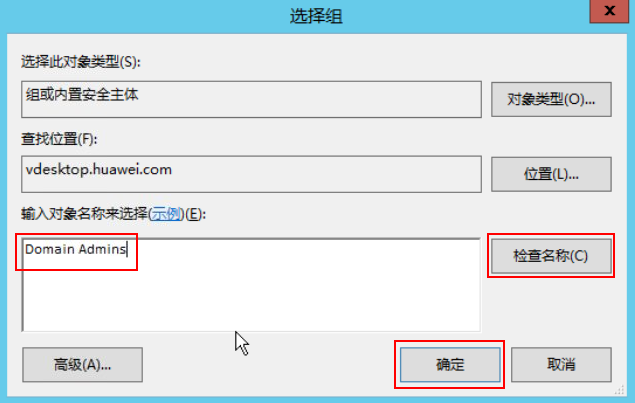 选择组
x
选择此对象类型(S):
组或内置安全主体
对象类型(O)...
查找位置(F):
vdesktop.huawei.com
位置(L)...
输入对象名称来选择(示例)(E):
Domain Admins
检查名称(C)
高级(A)...
确定
取消